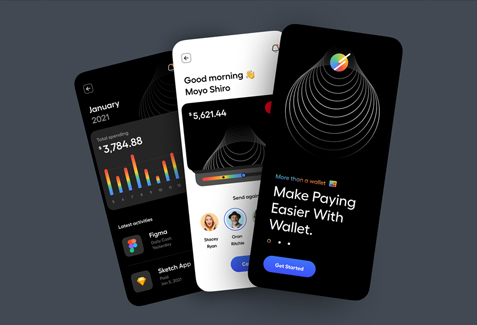 January
2021
Total spending
$3,784.88
Latest activities
Figma
Daily Cash
Yesterday
Sketch App
Paid
Jan 5, 2021
Good morning 👋
Moyo Shiro
$5,621.44
Send again
Stacey
Ryan
Oran
Ritchie
More than a wallet
Make Paying
Easier With
Wallet.
Get Started